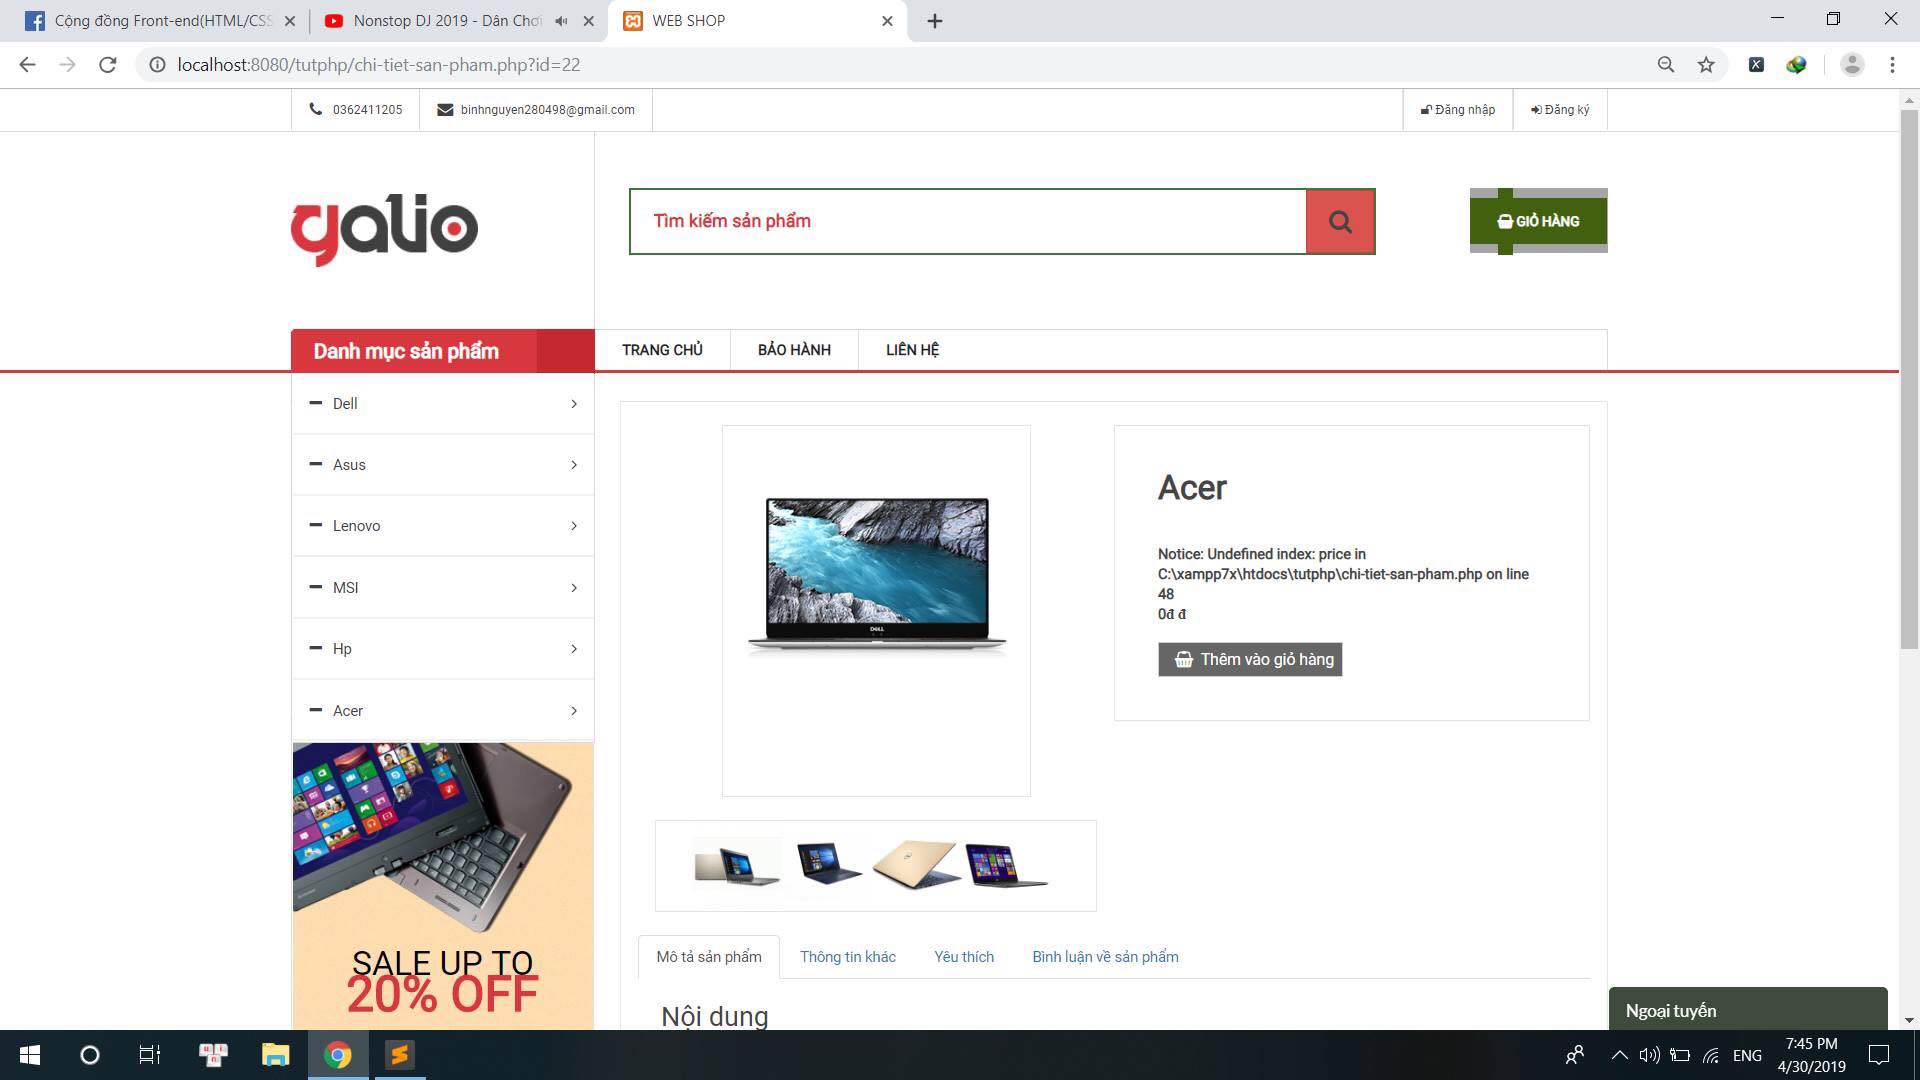 Cộng đồng Front-end(HTML/CSS
Nonstop DJ 2019 - Dân Chơi
WEB SHOP
localhost:8080/tutphp/chi-tiet-san-pham.php?id=22
0362411205
binhnguyen280498@gmail.com
Đăng nhập
Đăng ký
galio
Tìm kiếm sản phẩm
GIỎ HÀNG
Danh mục sản phẩm
TRANG CHỦ
BẢO HÀNH
LIÊN HỆ
Dell
Asus
Lenovo
MSI
Hp
Acer
SALE UP TO
20% OFF
DELL
Acer
Notice: Undefined index: price in
C:\xampp7x\htdocs\tutphp\chi-tiet-san-pham.php on line
48
0đ đ
Thêm vào giỏ hàng
Mô tả sản phẩm
Thông tin khác
Yêu thích
Bình luận về sản phẩm
Nội dung
Ngoại tuyến
ENG
7:45 PM
4/30/2019